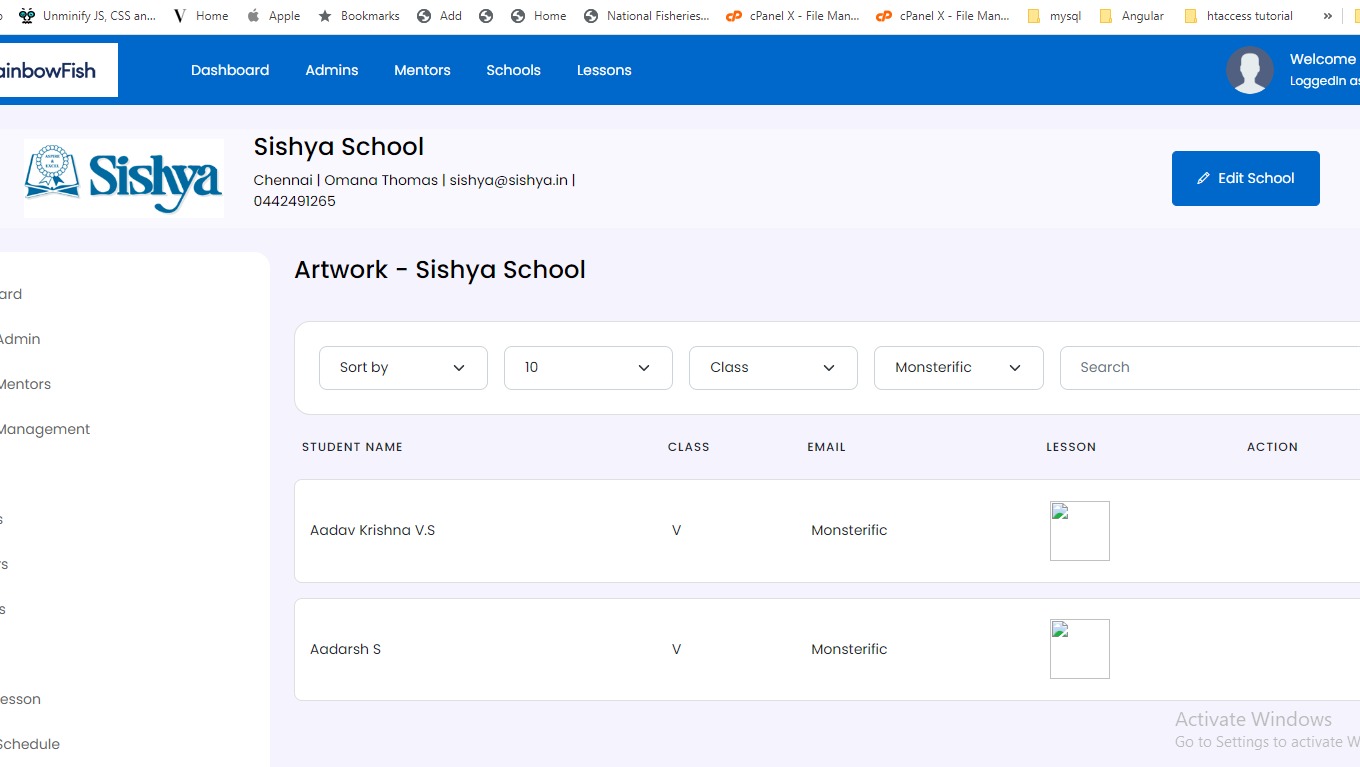 Unminify JS, CSS an... Home Apple Bookmarks Add Home National Fisheries... cPanel X - File Man... cPanel X - File Man... mysql Angular htaccess tutorial »
ainbowFish Dashboard Admins Mentors Schools Lessons Welcome
LoggedIn as
Sishya School
ASPIRE & EXCEL Sishya
Chennai | Omana Thomas | sishya@sishya.in |
0442491265
Edit School
Artwork - Sishya School
ard
Admin
Mentors
Management
s
rs
s
esson
Schedule
Sort by 10 Class Monsterific Search
STUDENT NAME CLASS EMAIL LESSON ACTION
Aadav Krishna V.S V Monsterific
Aadarsh S V Monsterific
Activate Windows
Go to Settings to activate W